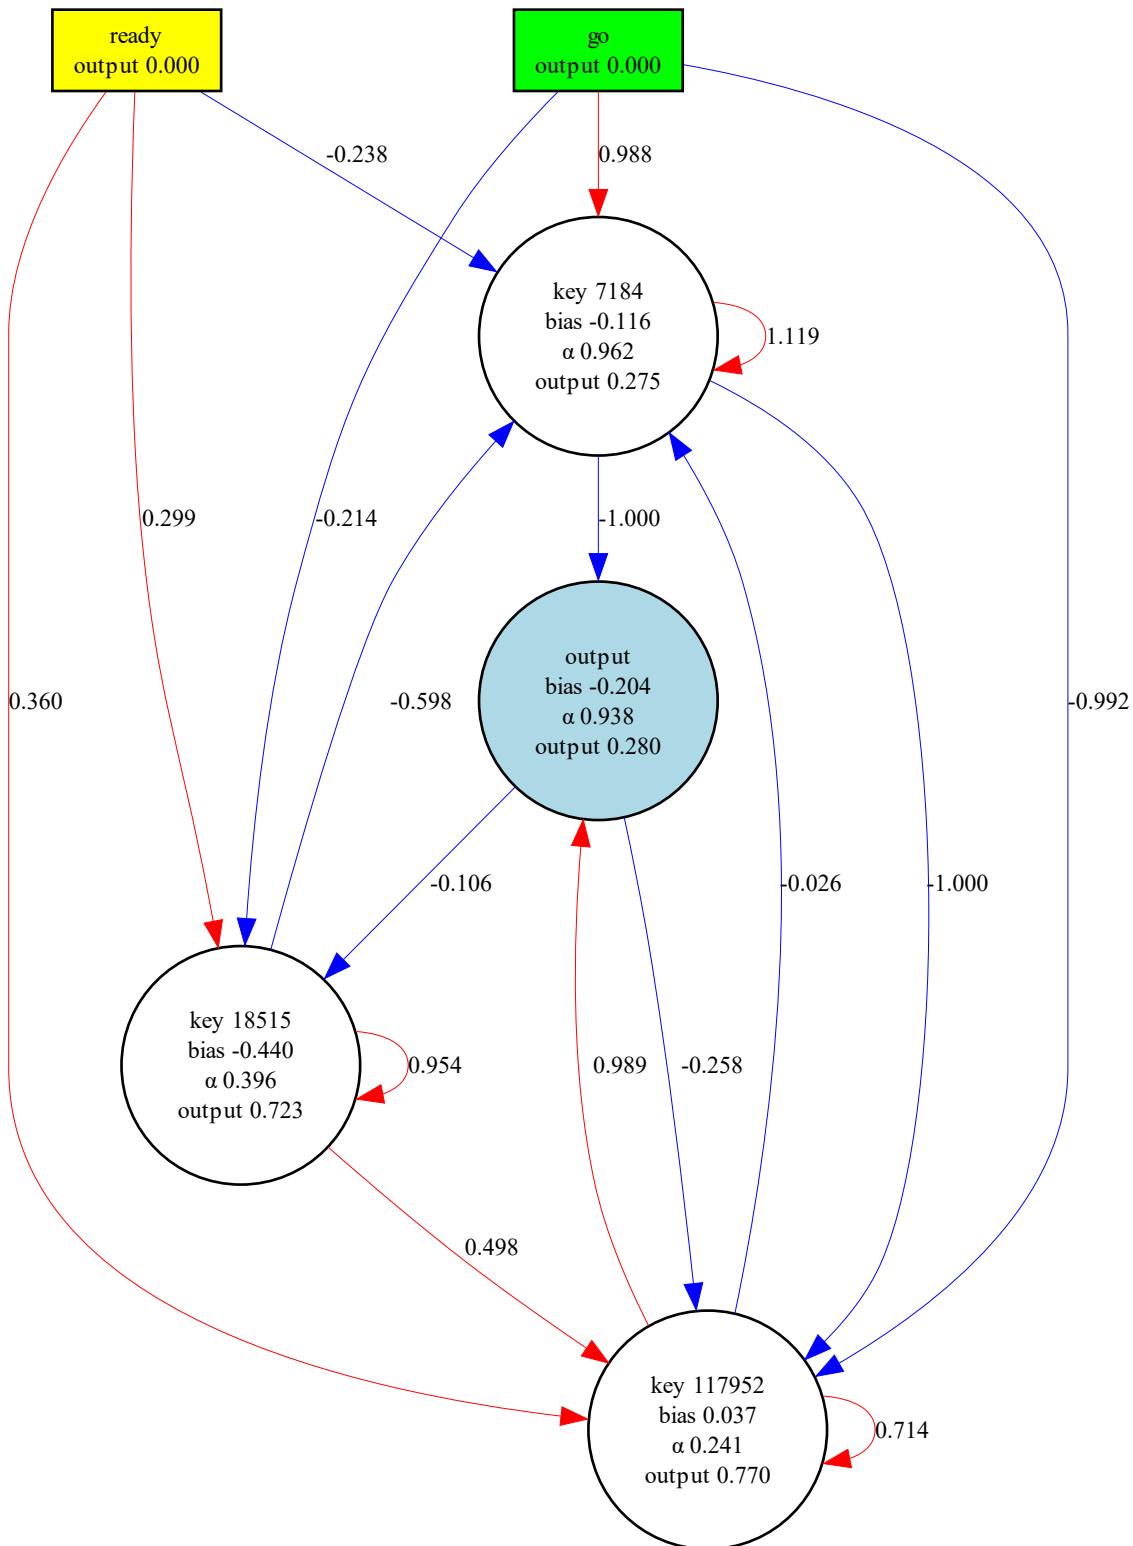 ready
output 0.000
go
output 0.000
-0.238
0.988
key 7184
bias -0.116
α 0.962
output 0.275
1.119
0.299
-0.214
-1.000
output
bias -0.204
α 0.938
output 0.280
0.360
-0.598
-0.992
-0.106
-0.026
-1.000
key 18515
bias -0.440
α 0.396
output 0.723
0.954
0.989
-0.258
0.498
key 117952
bias 0.037
α 0.241
output 0.770
0.714